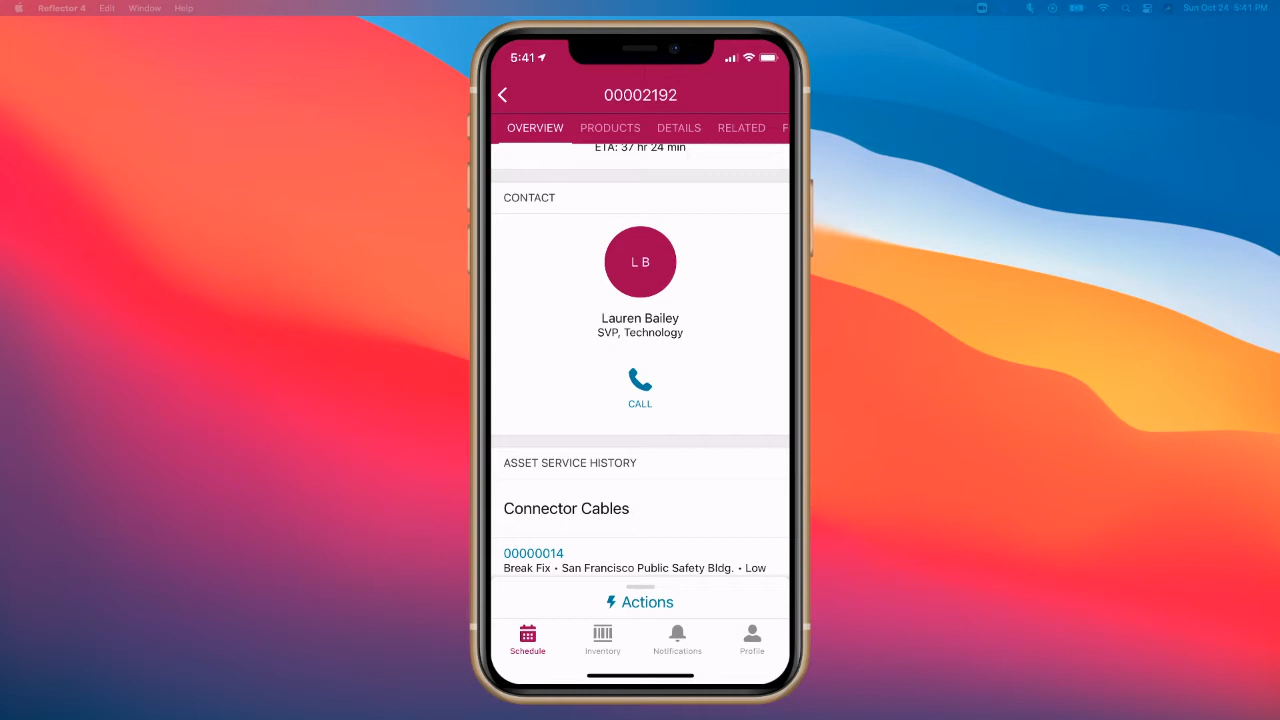 Reflector 4 Edit Window Help
Sun Oct 24 5:41 PM
5:41
00002192
OVERVIEW PRODUCTS DETAILS RELATED F
ETA: 37 hr 24 min
CONTACT
L B
Lauren Bailey
SVP, Technology
CALL
ASSET SERVICE HISTORY
Connector Cables
00000014
Break Fix • San Francisco Public Safety Bldg. • Low
Actions
Schedule Inventory Notifications Profile